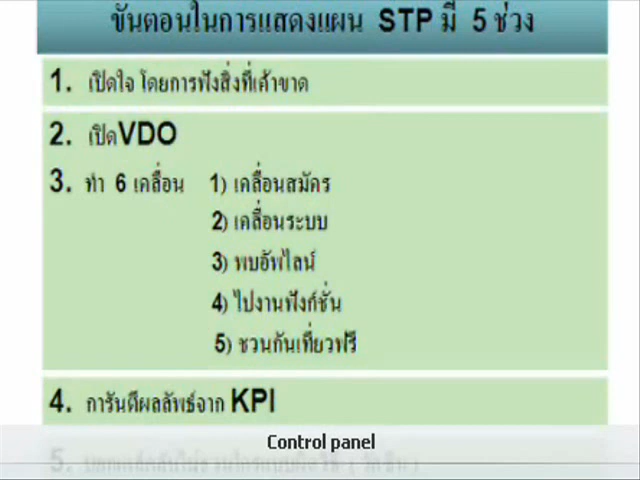 ขั้นตอนในการแสดงแผน STP มี 5 ช่วง
1. เปิดใจ โดยการฟังสิ่งที่เค้าขาด
2. เปิดVDO
3. ทำ 6 เคลื่อน 1) เคลื่อนสมัคร
2) เคลื่อนระบบ
3) พบอัพไลน์
4) ไปงานฟังก์ชั่น
5) ชวนกันเที่ยวฟรี
4. การันตีผลลัพธ์จาก KPI
Control panel
5.